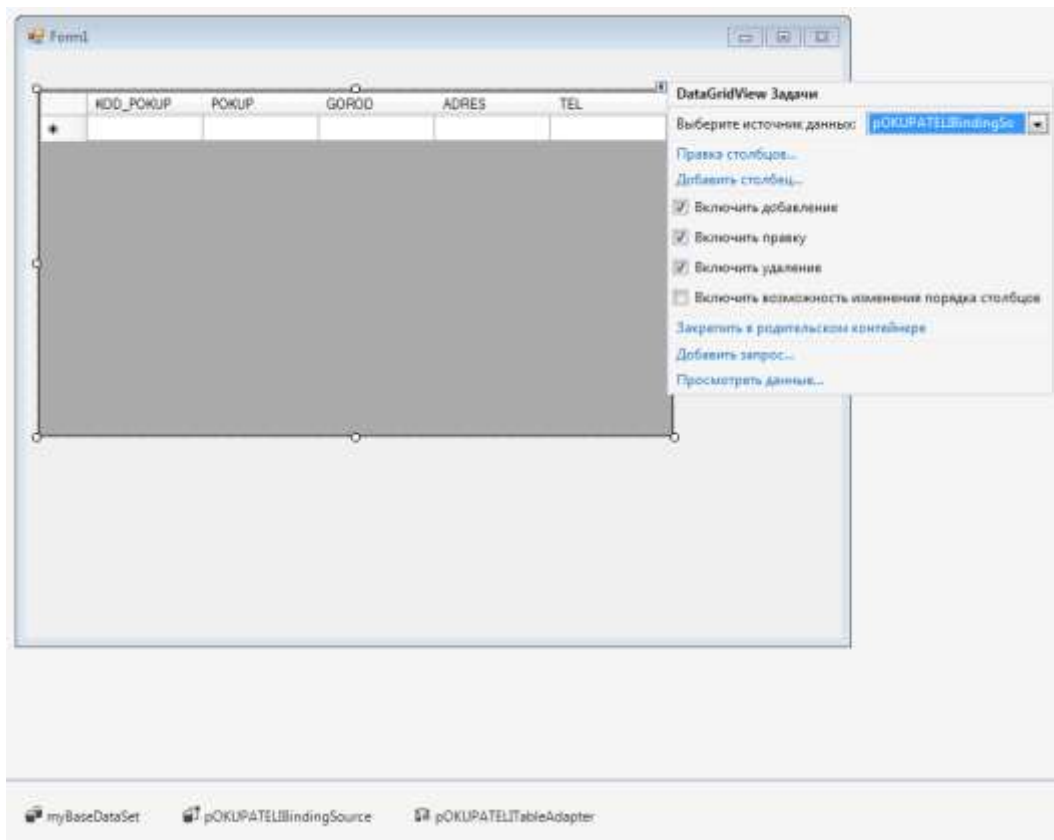 Form1
KOD_POKUP POKUP GOROD ADRES TEL
DataGridView Задачи
Выберите источник данных: pOKUPATELIBindingSo
Правка столбцов...
Добавить столбец...
Включить добавление
Включить правку
Включить удаление
Включить возможность изменения порядка столбцов
Закрепить в родительском контейнере
Добавить запрос...
Просмотреть данные...
myBaseDataSet pOKUPATELIBindingSource pOKUPATELITableAdapter